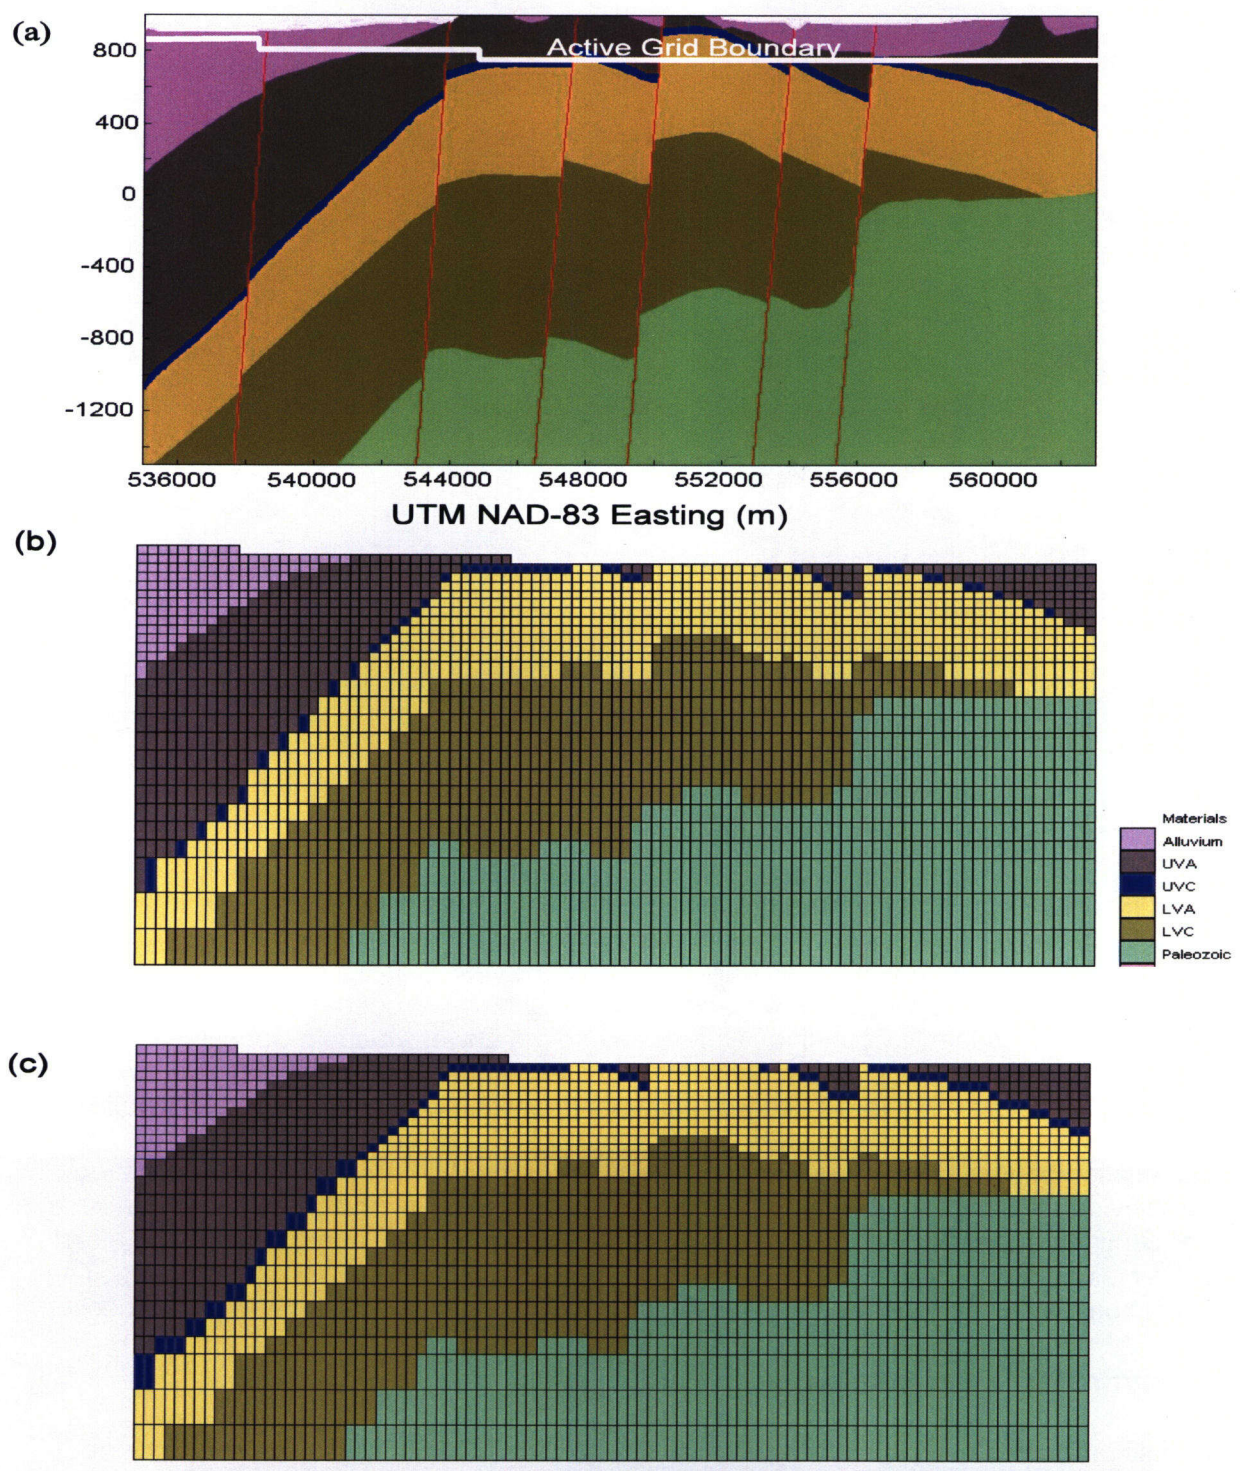 (a)
Active Grid Boundary
800
400
0
-400
-800
-1200
536000 540000 544000 548000 552000 556000 560000
UTM NAD-83 Easting (m)
(b)
Materials
Alluvium
UVA
UVC
LVA
LVC
Paleozoic
(c)